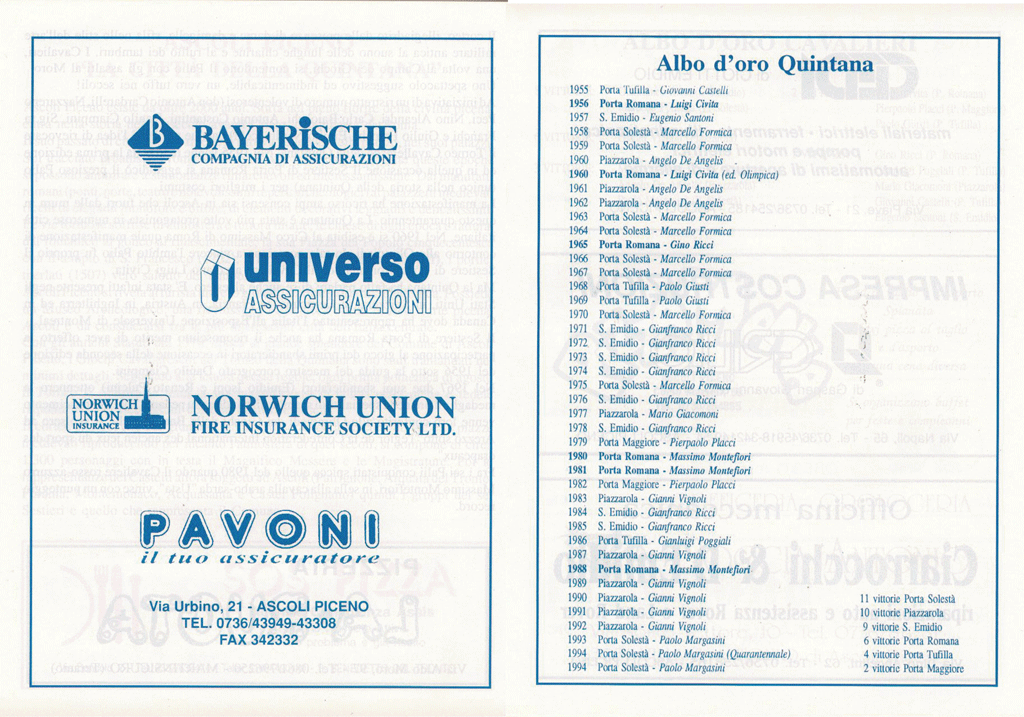 BAYERiSCHE
COMPAGNIA DI ASSICURAZIONI
universo
ASSICURAZIONI
NORWICH
UNION
INSURANCE
NORWICH UNION
FIRE INSURANCE SOCIETY LTD.
PAVONI
il tuo assicuratore
Via Urbino, 21 - ASCOLI PICENO
TEL. 0736/43949-43308
FAX 342332
Albo d'oro Quintana
1955 Porta Tufilla - Giovanni Castelli
1956 Porta Romana - Luigi Civita
1957 S. Emidio - Eugenio Santoni
1958 Porta Solestà - Marcello Formica
1959 Porta Solestà - Marcello Formica
1960 Piazzarola - Angelo De Angelis
1960 Porta Romana - Luigi Civita (ed. Olimpica)
1961 Piazzarola - Angelo De Angelis
1962 Piazzarola - Angelo De Angelis
1963 Porta Solestà - Marcello Formica
1964 Porta Solestà - Marcello Formica
1965 Porta Romana - Gino Ricci
1966 Porta Solestà - Marcello Formica
1967 Porta Solestà - Marcello Formica
1968 Porta Tufilla - Paolo Giusti
1969 Porta Tufilla - Paolo Giusti
1970 Porta Solestà - Marcello Formica
1971 S. Emidio - Gianfranco Ricci
1972 S. Emidio - Gianfranco Ricci
1973 S. Emidio - Gianfranco Ricci
1974 S. Emidio - Gianfranco Ricci
1975 Porta Solestà - Marcello Formica
1976 S. Emidio - Gianfranco Ricci
1977 Piazzarola - Mario Giacomoni
1978 S. Emidio - Gianfranco Ricci
1979 Porta Maggiore - Pierpaolo Placci
1980 Porta Romana - Massimo Montefiori
1981 Porta Romana - Massimo Montefiori
1982 Porta Maggiore - Pierpaolo Placci
1983 Piazzarola - Gianni Vignoli
1984 S. Emidio - Gianfranco Ricci
1985 S. Emidio - Gianfranco Ricci
1986 Porta Tufilla - Gianluigi Poggiali
1987 Piazzarola - Gianni Vignoli
1988 Porta Romana - Massimo Montefiori
1989 Piazzarola - Gianni Vignoli
1990 Piazzarola - Gianni Vignoli
1991 Piazzarola - Gianni Vignoli
1992 Piazzarola - Gianni Vignoli
1993 Porta Solestà - Paolo Margasini
1994 Porta Solestà - Paolo Margasini (Quarantennale)
1994 Porta Solestà - Paolo Margasini
11 vittorie Porta Solestà
10 vittorie Piazzarola
9 vittorie S. Emidio
6 vittorie Porta Romana
4 vittorie Porta Tufilla
2 vittorie Porta Maggiore